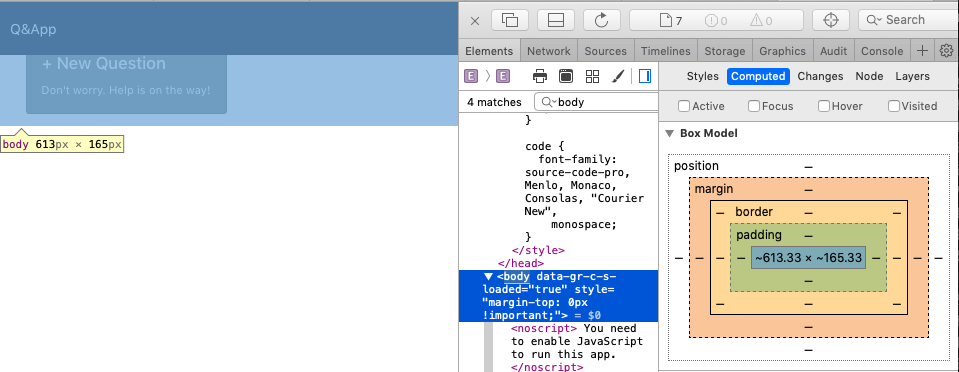 Q&App
+ New Question
Don't worry. Help is on the way!
body 613px × 165px
7 0 0 Search
Elements Network Sources Timelines Storage Graphics Audit Console
E E
Styles Computed Changes Node Layers
4 matches body
Active Focus Hover Visited
}
code {
font-family:
source-code-pro,
Menlo, Monaco,
Consolas, "Courier
New",
monospace;
}
</style>
</head>
<body data-gr-c-s-
loaded="true" style=
"margin-top: 0px
!important;"> = $0
<noscript> You need
to enable JavaScript
to run this app.
</noscript>
Box Model
position –
margin –
– border – –
padding –
– – – – ~613.33 × ~165.33 – – – –
–
– – –
–
–